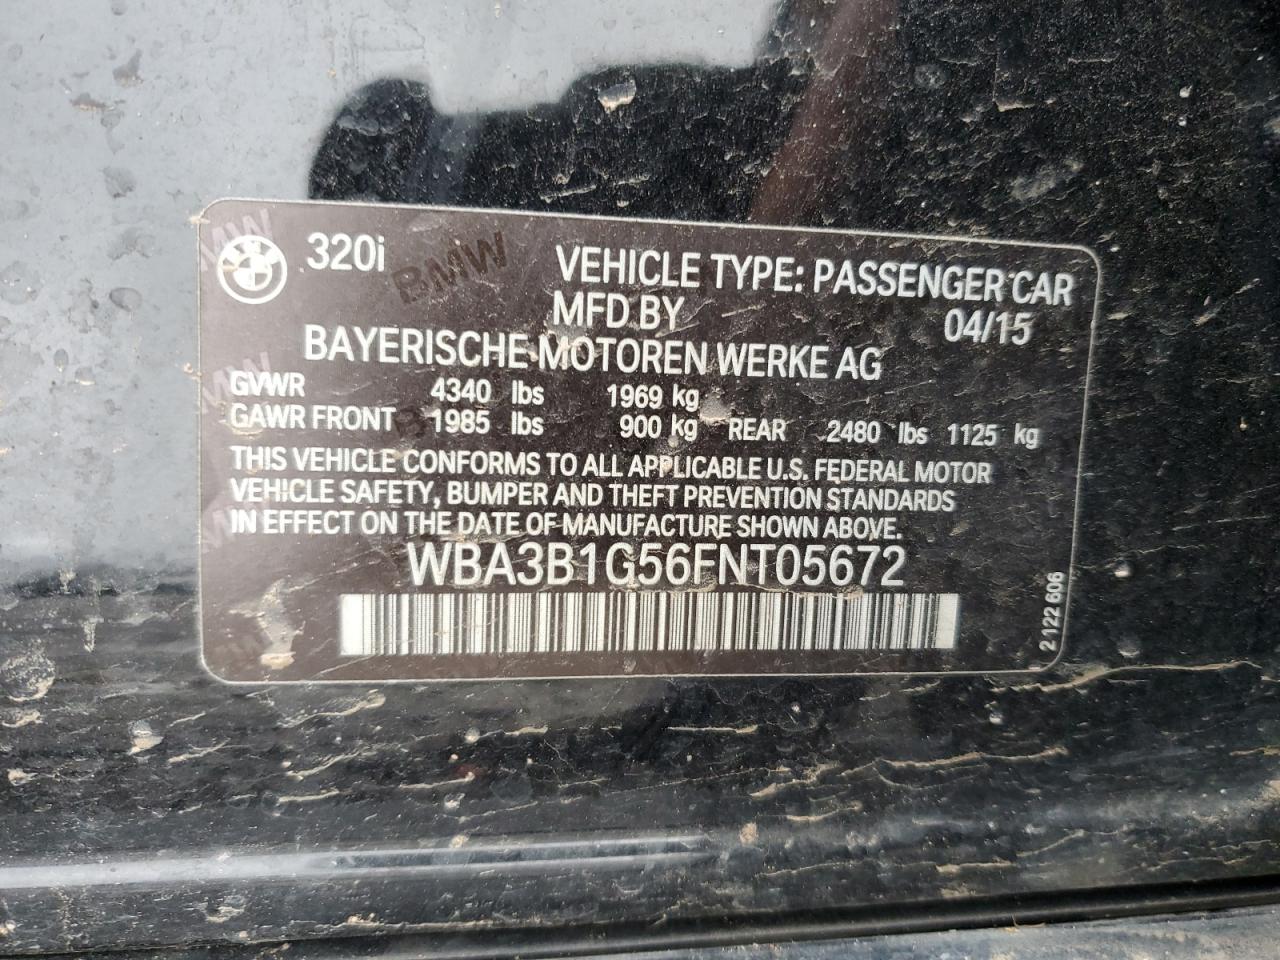 320i VEHICLE TYPE: PASSENGER CAR
MFD BY 04/15
BAYERISCHE MOTOREN WERKE AG
GVWR 4340 lbs 1969 kg
GAWR FRONT 1985 lbs 900 kg REAR 2480 lbs 1125 kg
THIS VEHICLE CONFORMS TO ALL APPLICABLE U.S. FEDERAL MOTOR
VEHICLE SAFETY, BUMPER AND THEFT PREVENTION STANDARDS
IN EFFECT ON THE DATE OF MANUFACTURE SHOWN ABOVE.
WBA3B1G56FNT05672
2 122 606
BMW